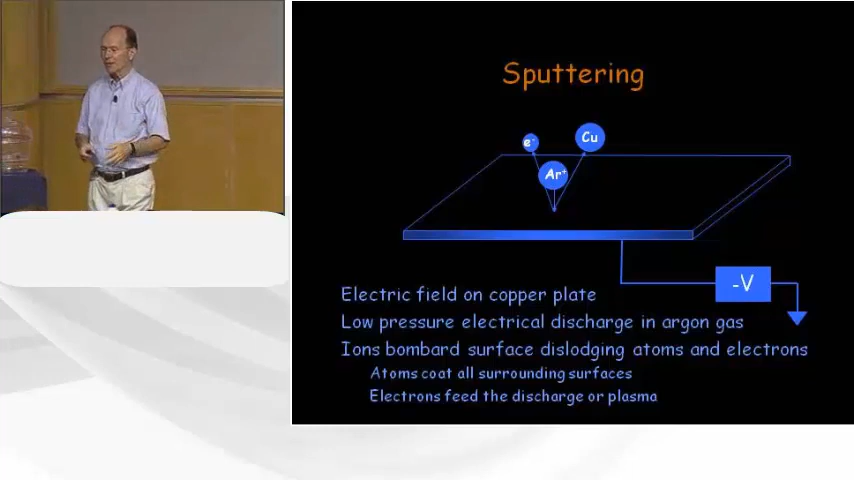 Sputtering
e⁻
Cu
Ar⁺
-V
Electric field on copper plate
Low pressure electrical discharge in argon gas
Ions bombard surface dislodging atoms and electrons
Atoms coat all surrounding surfaces
Electrons feed the discharge or plasma